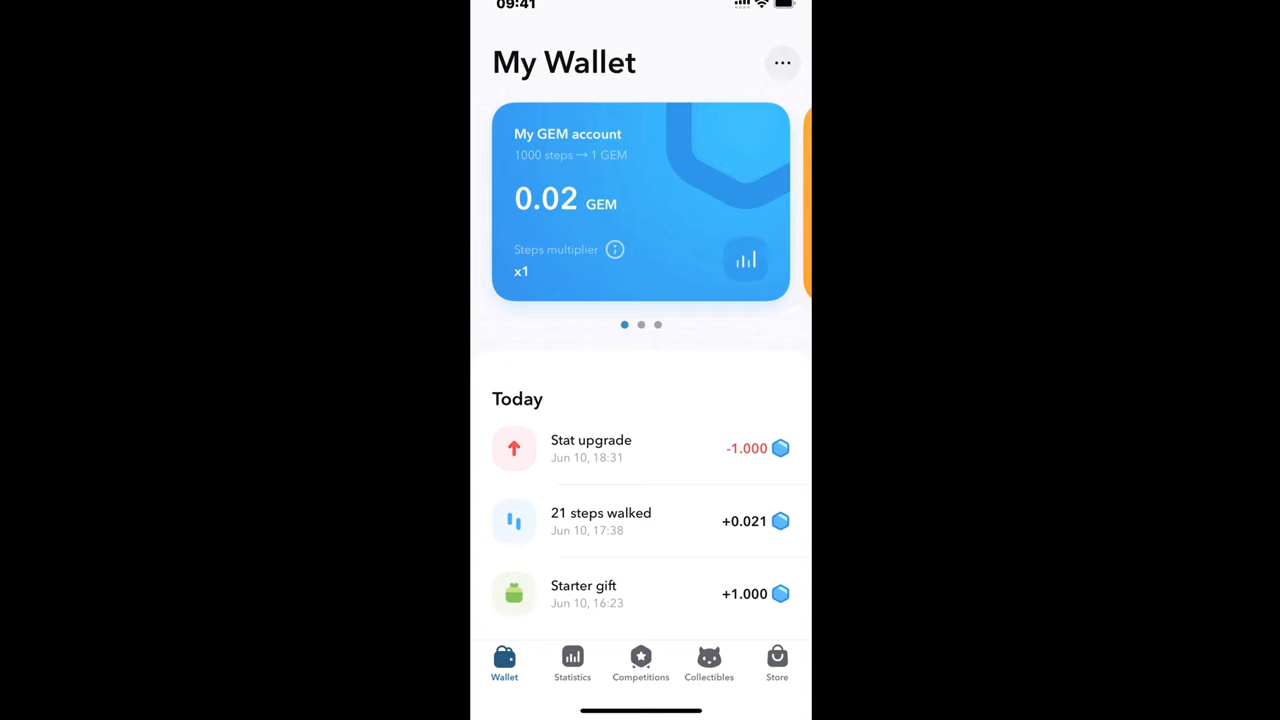 09:41
My Wallet
My GEM account
1000 steps → 1 GEM
0.02 GEM
Steps multiplier
x1
Today
Stat upgrade
-1.000
Jun 10, 18:31
21 steps walked
+0.021
Jun 10, 17:38
Starter gift
+1.000
Jun 10, 16:23
Wallet Statistics Competitions Collectibles Store